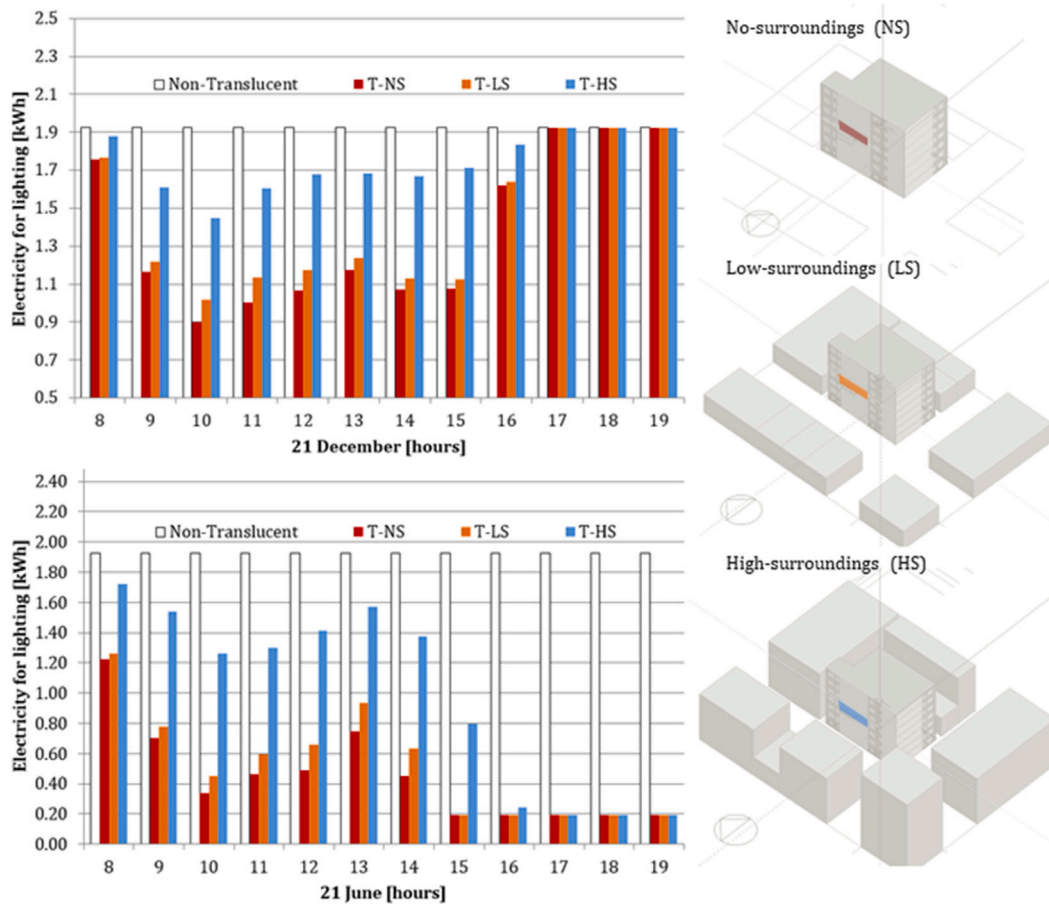 Electricity for lighting [kWh]
2.5
2.3
2.1
1.9
1.7
1.5
1.3
1.1
0.9
0.7
0.5
Non-Translucent T-NS T-LS T-HS
8 9 10 11 12 13 14 15 16 17 18 19
21 December [hours]
Electricity for lighting [kWh]
2.40
2.20
2.00
1.80
1.60
1.40
1.20
1.00
0.80
0.60
0.40
0.20
0.00
Non-Translucent T-NS T-LS T-HS
8 9 10 11 12 13 14 15 16 17 18 19
21 June [hours]
No-surroundings (NS)
Low-surroundings (LS)
High-surroundings (HS)